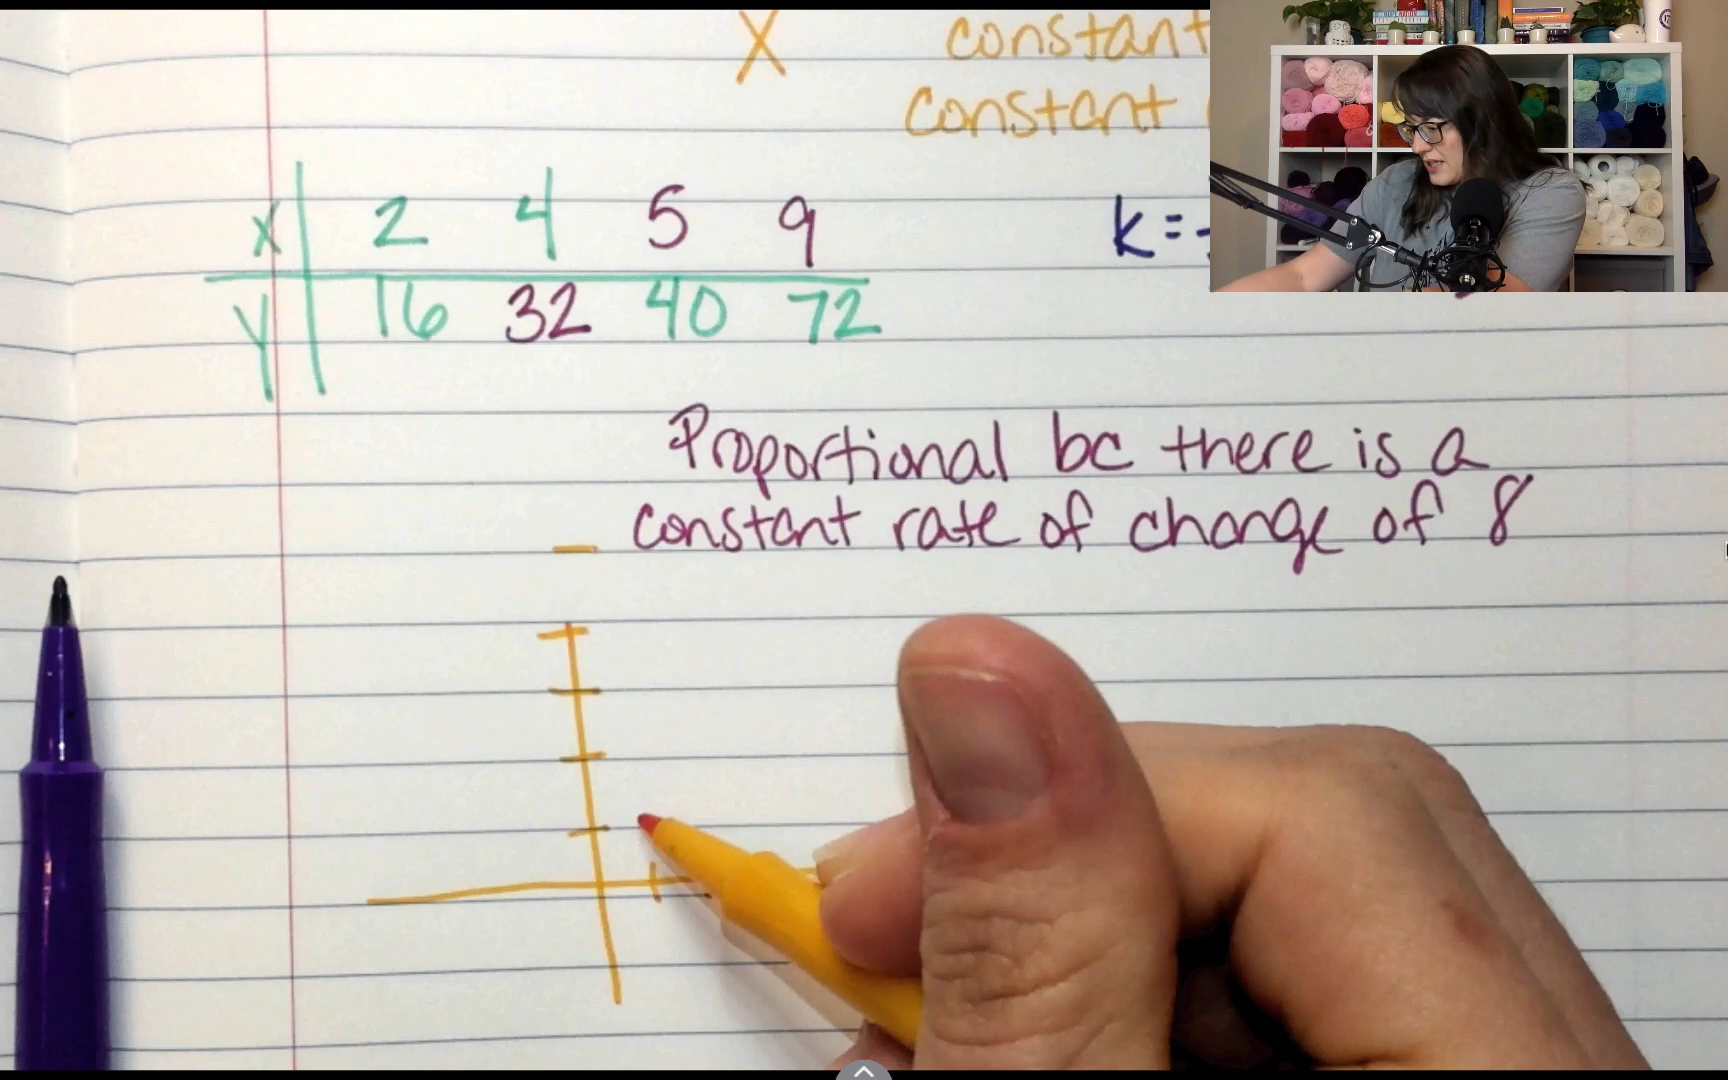 X constant
constant
x 2 4 5 9
k =
y 16 32 40 72
Proportional bc there is a
constant rate of change of 8